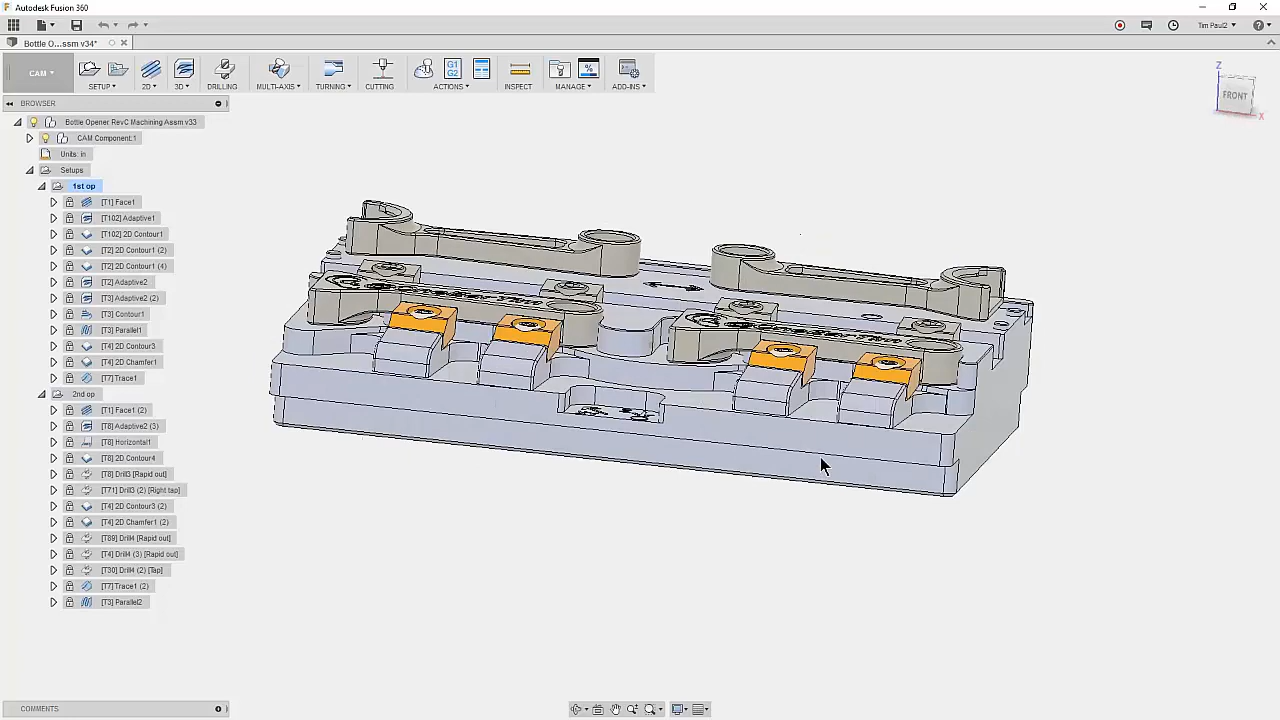 Autodesk Fusion 360
Tim Paul2
Bottle O...ssm v34*
CAM
SETUP
2D
3D
DRILLING
MULTI-AXIS
TURNING
CUTTING
G1
G2
ACTIONS
INSPECT
MANAGE
ADD-INS
BROWSER
Z
FRONT
X
Bottle Opener RevC Machining Assm v33
CAM Component:1
Units: in
Setups
1st op
[T1] Face1
[T102] Adaptive1
[T102] 2D Contour1
[T2] 2D Contour1 (2)
[T2] 2D Contour1 (4)
[T2] Adaptive2
[T3] Adaptive2 (2)
[T3] Contour1
[T3] Parallel1
[T4] 2D Contour3
[T4] 2D Chamfer1
[T7] Trace1
2nd op
[T1] Face1 (2)
[T8] Adaptive2 (3)
[T8] Horizontal1
[T8] 2D Contour4
[T8] Drill3 [Rapid out]
[T71] Drill3 (2) [Right tap]
[T4] 2D Contour3 (2)
[T4] 2D Chamfer1 (2)
[T89] Drill4 [Rapid out]
[T4] Drill4 (3) [Rapid out]
[T30] Drill4 (2) [Tap]
[T7] Trace1 (2)
[T3] Parallel2
COMMENTS